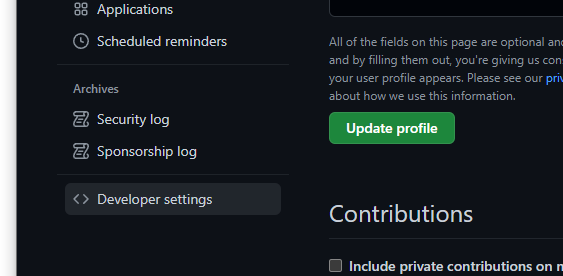 Applications
Scheduled reminders
Archives
Security log
Sponsorship log
Developer settings
All of the fields on this page are optional and
and by filling them out, you're giving us con
your user profile appears. Please see our
about how we use this information.
Update profile
Contributions
Include private contributions on